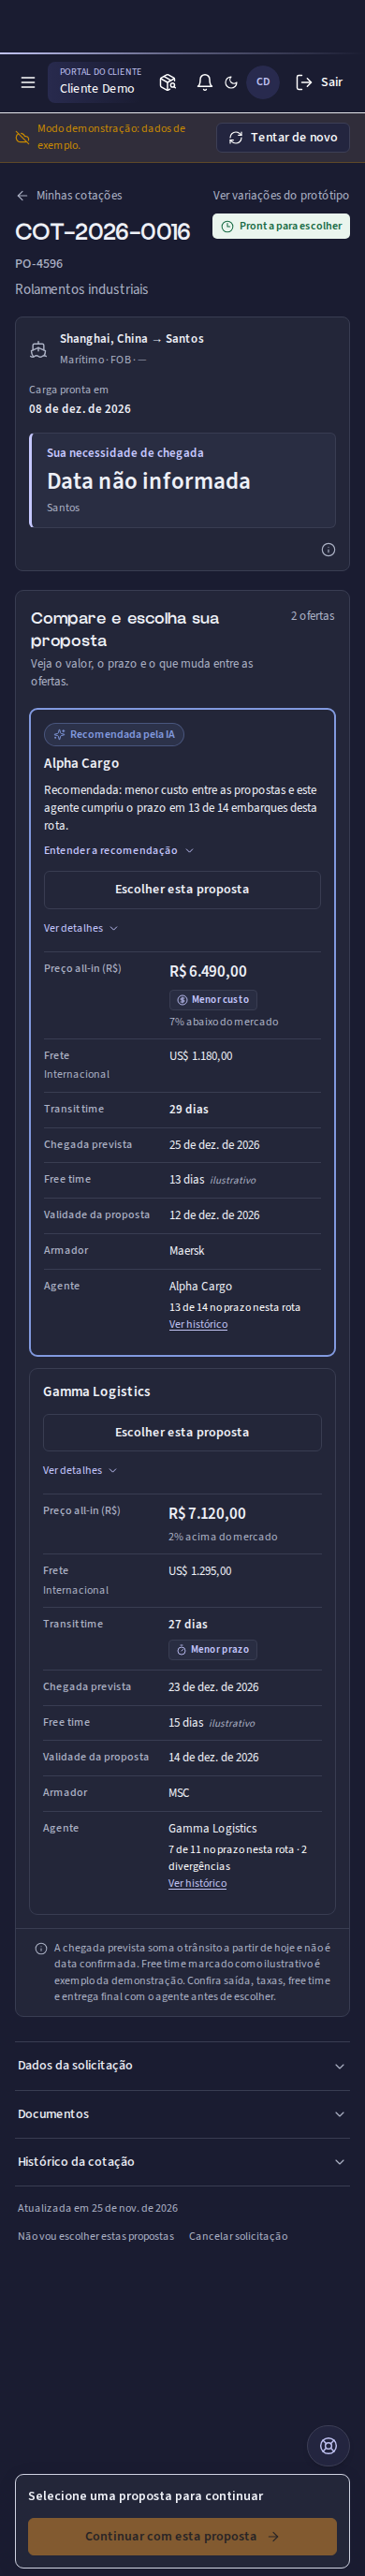 PORTAL DO CLIENTE
Cliente Demo
CD
Sair
Modo demonstração: dados de
exemplo.
Tentar de novo
Minhas cotações
Ver variações do protótipo
COT-2026-0016
Pront a para escolher
PO-4596
Rolamentos industriais
Shanghai, China → Santos
Marítimo · FOB · —
Carga pronta em
08 de dez. de 2026
Sua necessidade de chegada
Data não informada
Santos
Compare e escolha sua
proposta
2 ofertas
Veja o valor, o prazo e o que muda entre as
ofertas.
Recomendada pela IA
Alpha Cargo
Recomendada: menor custo entre as propostas e este
agente cumpriu o prazo em 13 de 14 embarques desta
rota.
Entender a recomendação
Escolher esta proposta
Ver detalhes
Preço all-in (R$)
R$ 6.490,00
Menor custo
7% abaixo do mercado
Frete
Internacional
US$ 1.180,00
Transit time
29 dias
Chegada prevista
25 de dez. de 2026
Free time
13 dias ilustrativo
Validade da proposta
12 de dez. de 2026
Armador
Maersk
Agente
Alpha Cargo
13 de 14 no prazo nesta rota
Ver histórico
Gamma Logistics
Escolher esta proposta
Ver detalhes
Preço all-in (R$)
R$ 7.120,00
2% acima do mercado
Frete
Internacional
US$ 1.295,00
Transit time
27 dias
Menor prazo
Chegada prevista
23 de dez. de 2026
Free time
15 dias ilustrativo
Validade da proposta
14 de dez. de 2026
Armador
MSC
Agente
Gamma Logistics
7 de 11 no prazo nesta rota · 2
divergências
Ver histórico
A chegada prevista soma o trânsito a partir de hoje e não é
data confirmada. Free time marcado como ilustrativo é
exemplo da demonstração. Confira saída, taxas, free time
e entrega final com o agente antes de escolher.
Dados da solicitação
Documentos
Histórico da cotação
Atualizada em 25 de nov. de 2026
Não vou escolher estas propostas
Cancelar solicitação
Selecione uma proposta para continuar
Continuar com esta proposta →